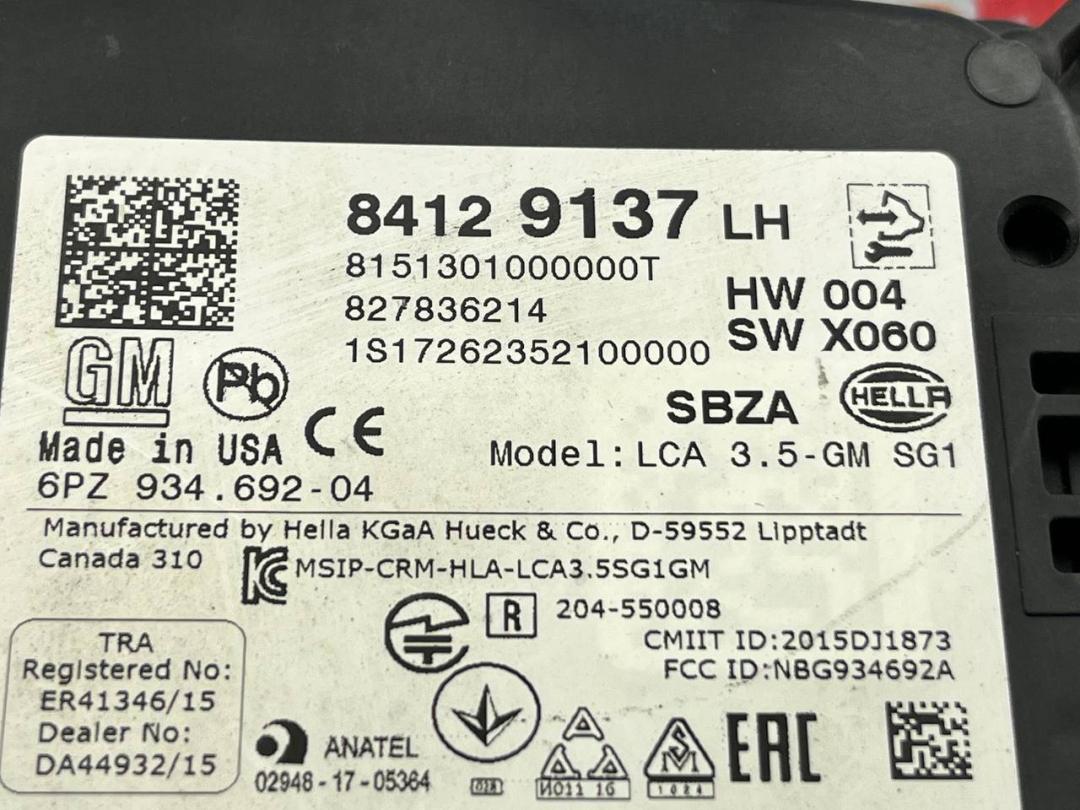 84129137 LH
8151301000000T
827836214
1S17262352100000
HW 004
SW X060
GM
Pb
CE
SBZA
HELLA
Made in USA
Model: LCA 3.5-GM SG1
6PZ 934.692-04
Manufactured by Hella KGaA Hueck & Co., D-59552 Lipptadt
Canada 310
MSIP-CRM-HLA-LCA3.5SG1GM
R 204-550008
CMIIT ID:2015DJ1873
FCC ID:NBG934692A
TRA
Registered No:
ER41346/15
Dealer No:
DA44932/15
ANATEL
02948-17-05364
EAC